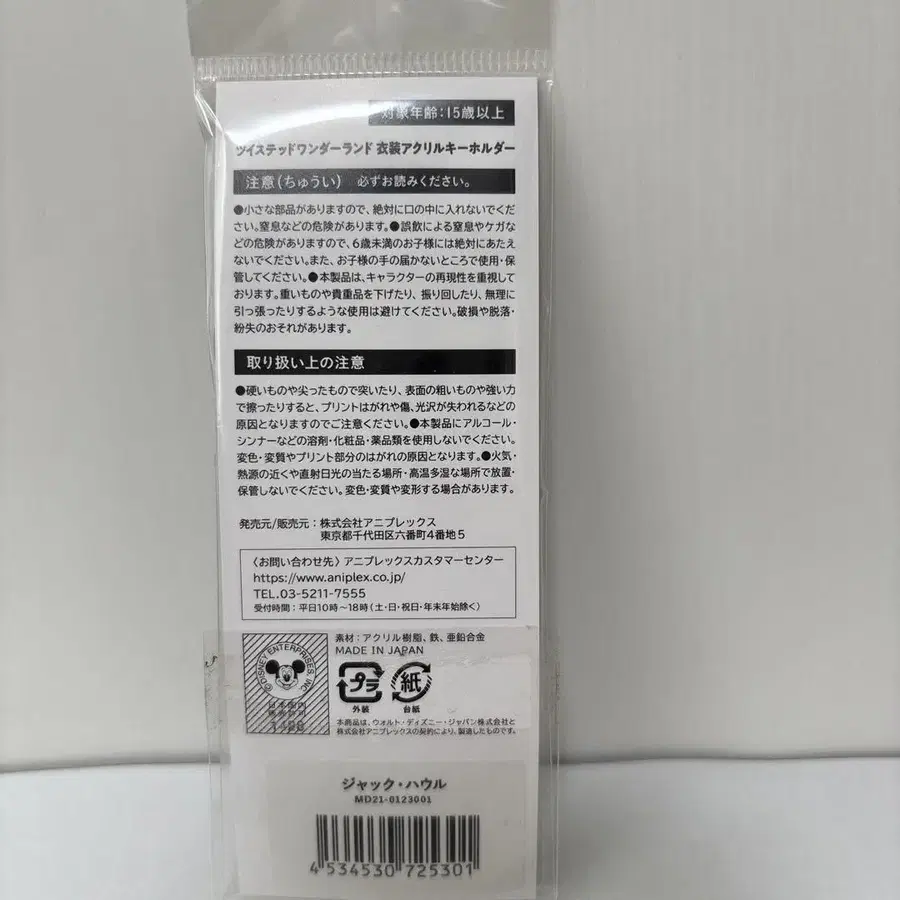 対象年齢：15歳以上
ツイステッドワンダーランド 衣装アクリルキーホルダー
注意（ちゅうい） 必ずお読みください。
●小さな部品がありますので、絶対に口の中に入れないでくだ
さい。窒息などの危険があります。●誤飲による窒息やケガな
どの危険がありますので、6歳未満のお子様には絶対にあたえ
ないでください。また、お子様の手の届かないところで使用・保
管してください。●本製品は、キャラクターの再現性を重視して
おります。重いものや貴重品を下げたり、振り回したり、無理に
引っ張ったりするような使用は避けてください。破損や脱落・
紛失のおそれがあります。
取り扱い上の注意
●硬いものや尖ったもので突いたり、表面の粗いものや強い力
で擦ったりすると、プリントはがれや傷、光沢が失われるなどの
原因となりますのでご注意ください。●本製品にアルコール・
シンナーなどの溶剤・化粧品・薬品類を使用しないでください。
変色・変質やプリント部分のはがれの原因となります。●火気・
熱源の近くや直射日光の当たる場所・高温多湿な場所で放置・
保管しないでください。変色・変質や変形する場合があります。
発売元/販売元：株式会社アニプレックス
東京都千代田区六番町4番地5
〈お問い合わせ先〉アニプレックスカスタマーセンター
https://www.aniplex.co.jp/
TEL.03-5211-7555
受付時間：平日10時〜18時（土・日・祝日・年末年始除く）
素材：アクリル樹脂、鉄、亜鉛合金
MADE IN JAPAN
©DISNEY ENTERPRISES, INC.
日本国内
プラ
外装
紙
台紙
本商品は、ウォルト・ディズニー・ジャパン株式会社と
株式会社アニプレックスの契約により、製造したものです。
ジャック・ハウル
MD21-0123001
4534530 725301